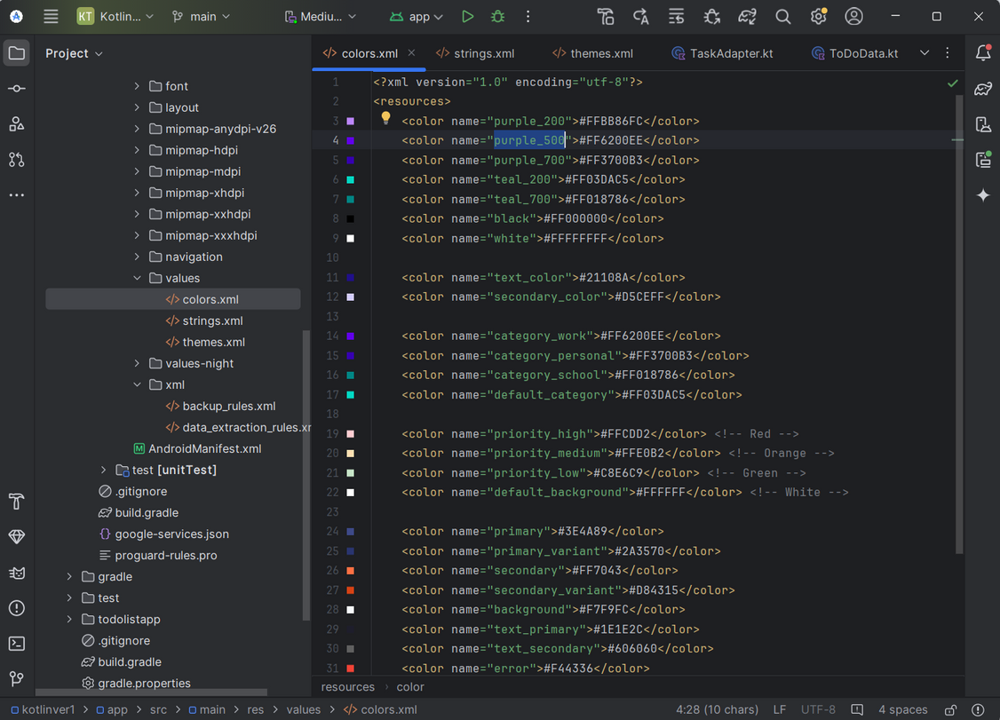 KT Kotlin... main Mediu... app
Project
colors.xml strings.xml themes.xml TaskAdapter.kt ToDoData.kt
font
layout
mipmap-anydpi-v26
mipmap-hdpi
mipmap-mdpi
mipmap-xhdpi
mipmap-xxhdpi
mipmap-xxxhdpi
navigation
values
colors.xml
strings.xml
themes.xml
values-night
xml
backup_rules.xml
data_extraction_rules.xr
M AndroidManifest.xml
test [unitTest]
.gitignore
build.gradle
google-services.json
proguard-rules.pro
gradle
test
todolistapp
.gitignore
build.gradle
gradle.properties
1 <?xml version="1.0" encoding="utf-8"?>
2 <resources>
3 <color name="purple_200">#FFBB86FC</color>
4 <color name="purple_500">#FF6200EE</color>
5 <color name="purple_700">#FF3700B3</color>
6 <color name="teal_200">#FF03DAC5</color>
7 <color name="teal_700">#FF018786</color>
8 <color name="black">#FF000000</color>
9 <color name="white">#FFFFFFFF</color>
10
11 <color name="text_color">#21108A</color>
12 <color name="secondary_color">#D5CEFF</color>
13
14 <color name="category_work">#FF6200EE</color>
15 <color name="category_personal">#FF3700B3</color>
16 <color name="category_school">#FF018786</color>
17 <color name="default_category">#FF03DAC5</color>
18
19 <color name="priority_high">#FFCDD2</color> <!-- Red -->
20 <color name="priority_medium">#FFE0B2</color> <!-- Orange -->
21 <color name="priority_low">#C8E6C9</color> <!-- Green -->
22 <color name="default_background">#FFFFFF</color> <!-- White -->
23
24 <color name="primary">#3E4A89</color>
25 <color name="primary_variant">#2A3570</color>
26 <color name="secondary">#FF7043</color>
27 <color name="secondary_variant">#D84315</color>
28 <color name="background">#F7F9FC</color>
29 <color name="text_primary">#1E1E2C</color>
30 <color name="text_secondary">#606060</color>
31 <color name="error">#F44336</color>
resources › color
kotlinver1 > app > src > main > res > values > colors.xml 4:28 (10 chars) LF UTF-8 4 spaces